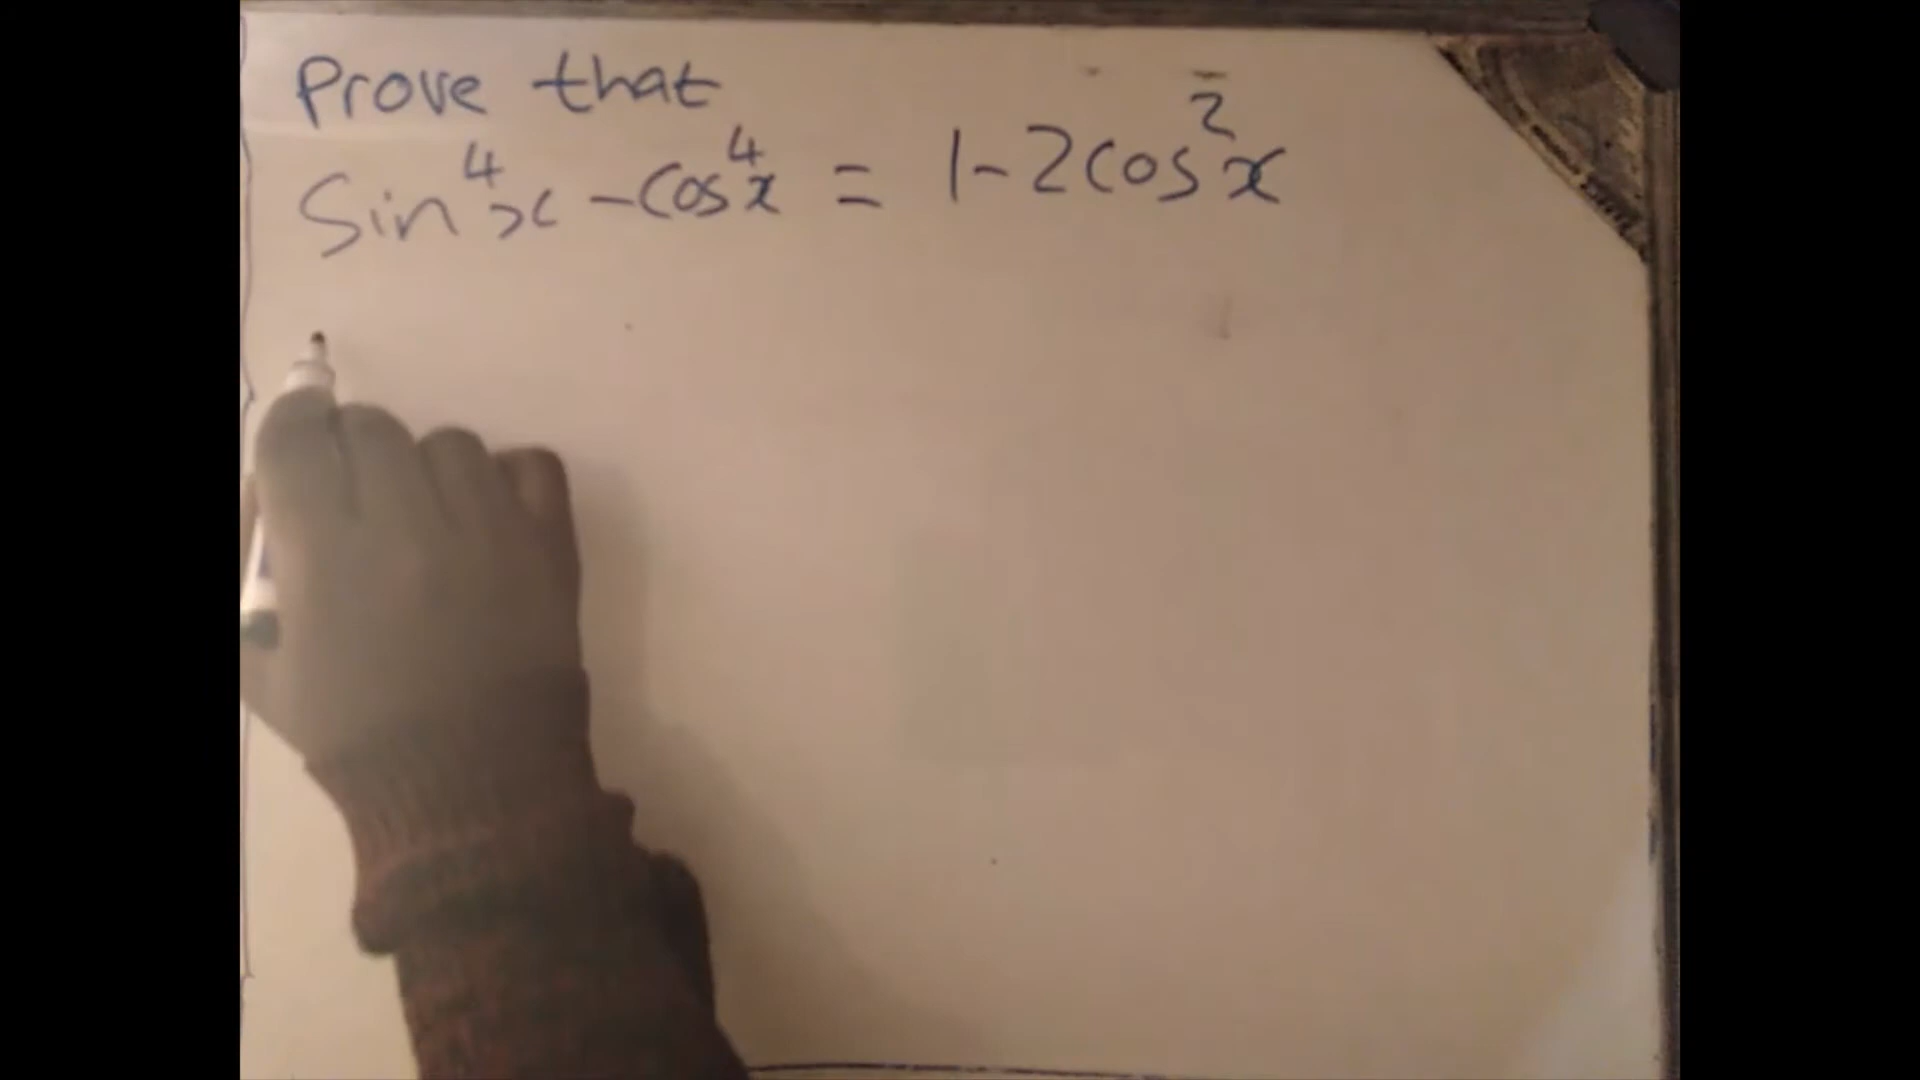 Prove that
Sin⁴x - Cos⁴x = 1 - 2cos²x